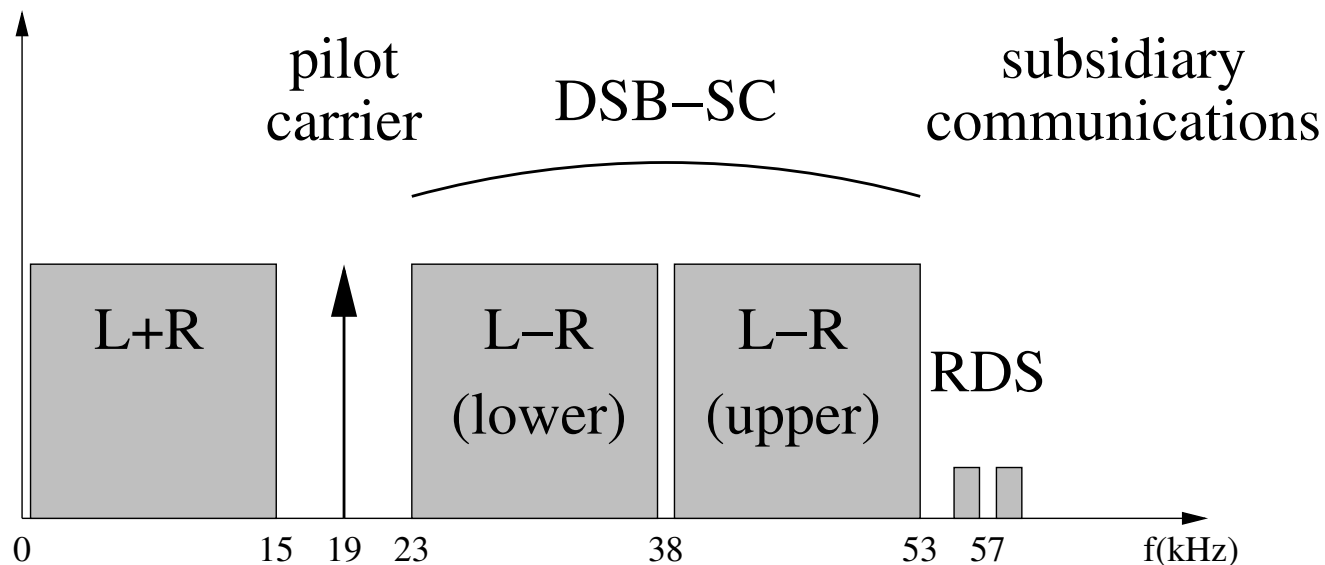 pilot
carrier
DSB–SC
subsidiary
communications
L+R
L–R
(lower)
L–R
(upper)
RDS
0 15 19 23 38 53 57 f(kHz)